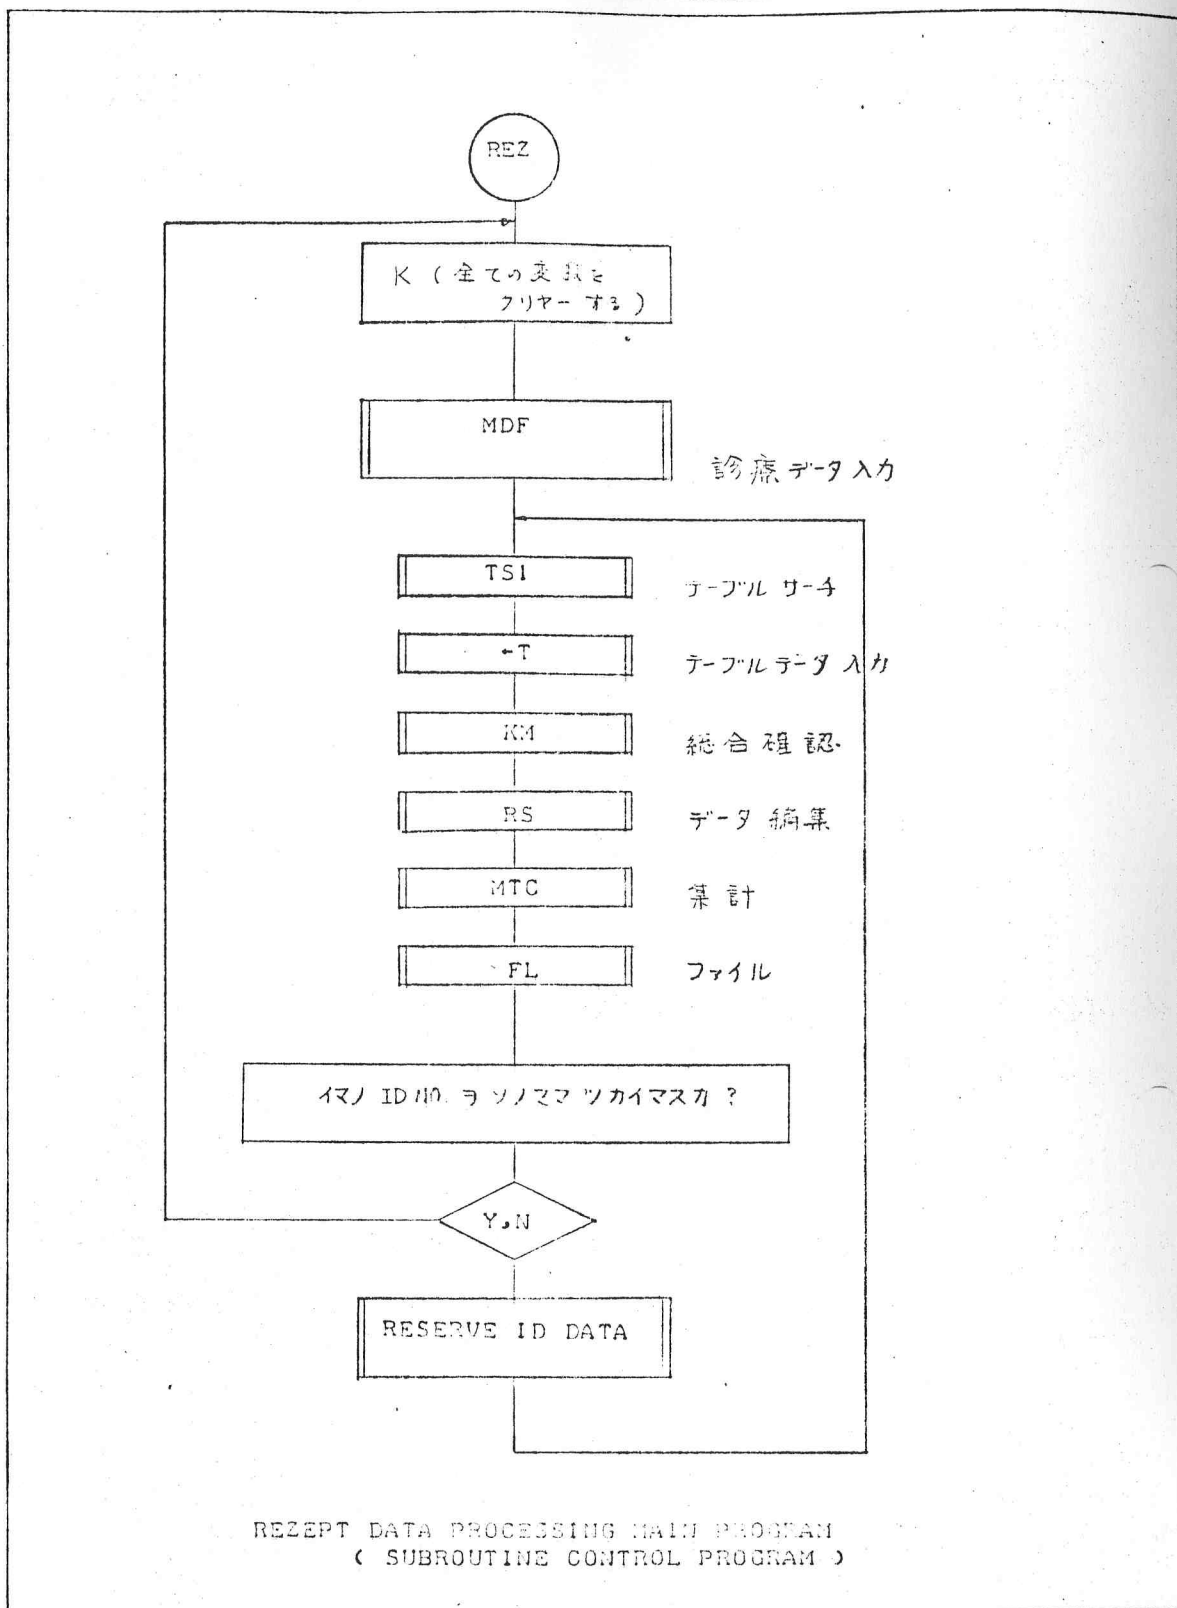 REZ
K (全ての変数を
クリヤーする)
MDF
診療データ入力
TS1
テーブルサーチ
←T
テーブルデータ入力
KM
総合確認.
RS
データ編集
MTC
集計
FL
ファイル
イマノ ID NO. ヲ ソノママ ツカイマスカ ?
Y,N
RESERVE ID DATA
REZEPT DATA PROCESSING MAIN PROGRAM
( SUBROUTINE CONTROL PROGRAM )